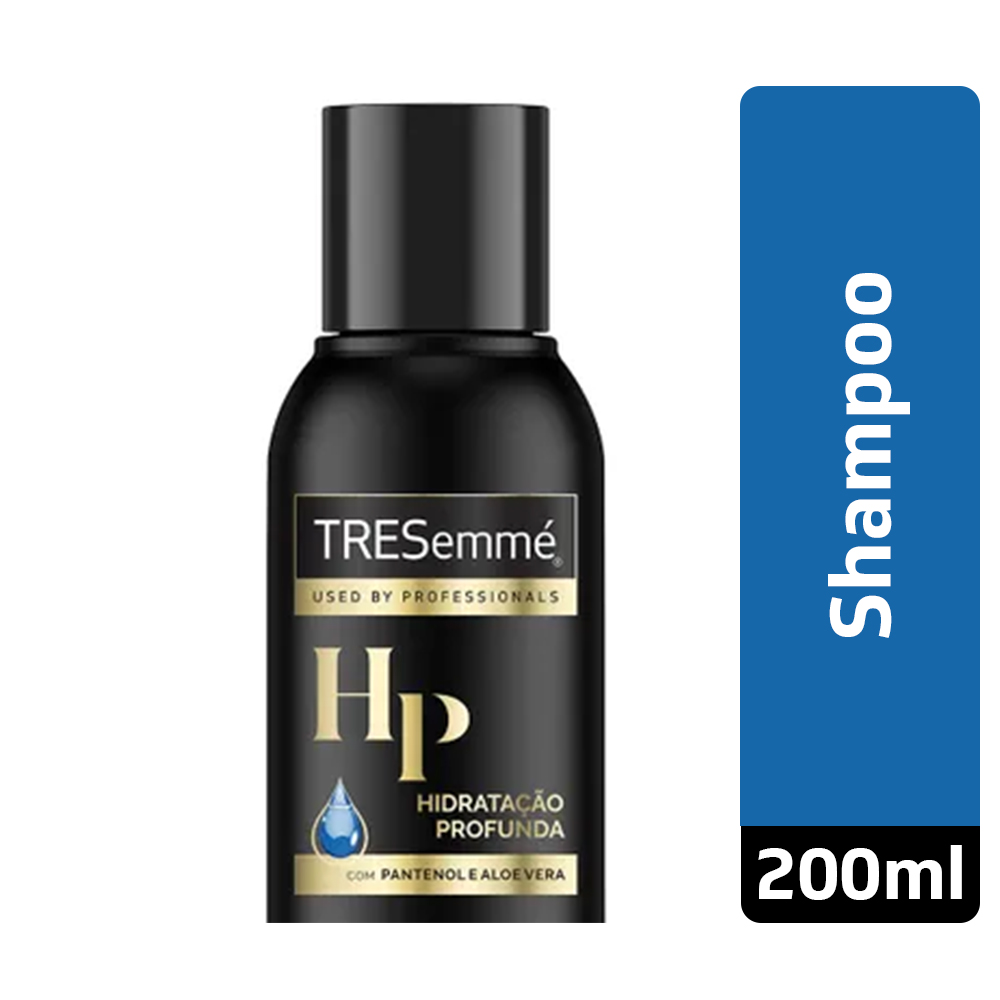 TRESemmé®
USED BY PROFESSIONALS
HP
HIDRATAÇÃO
PROFUNDA
COM PANTENOL E ALOE VERA
Shampoo
200ml